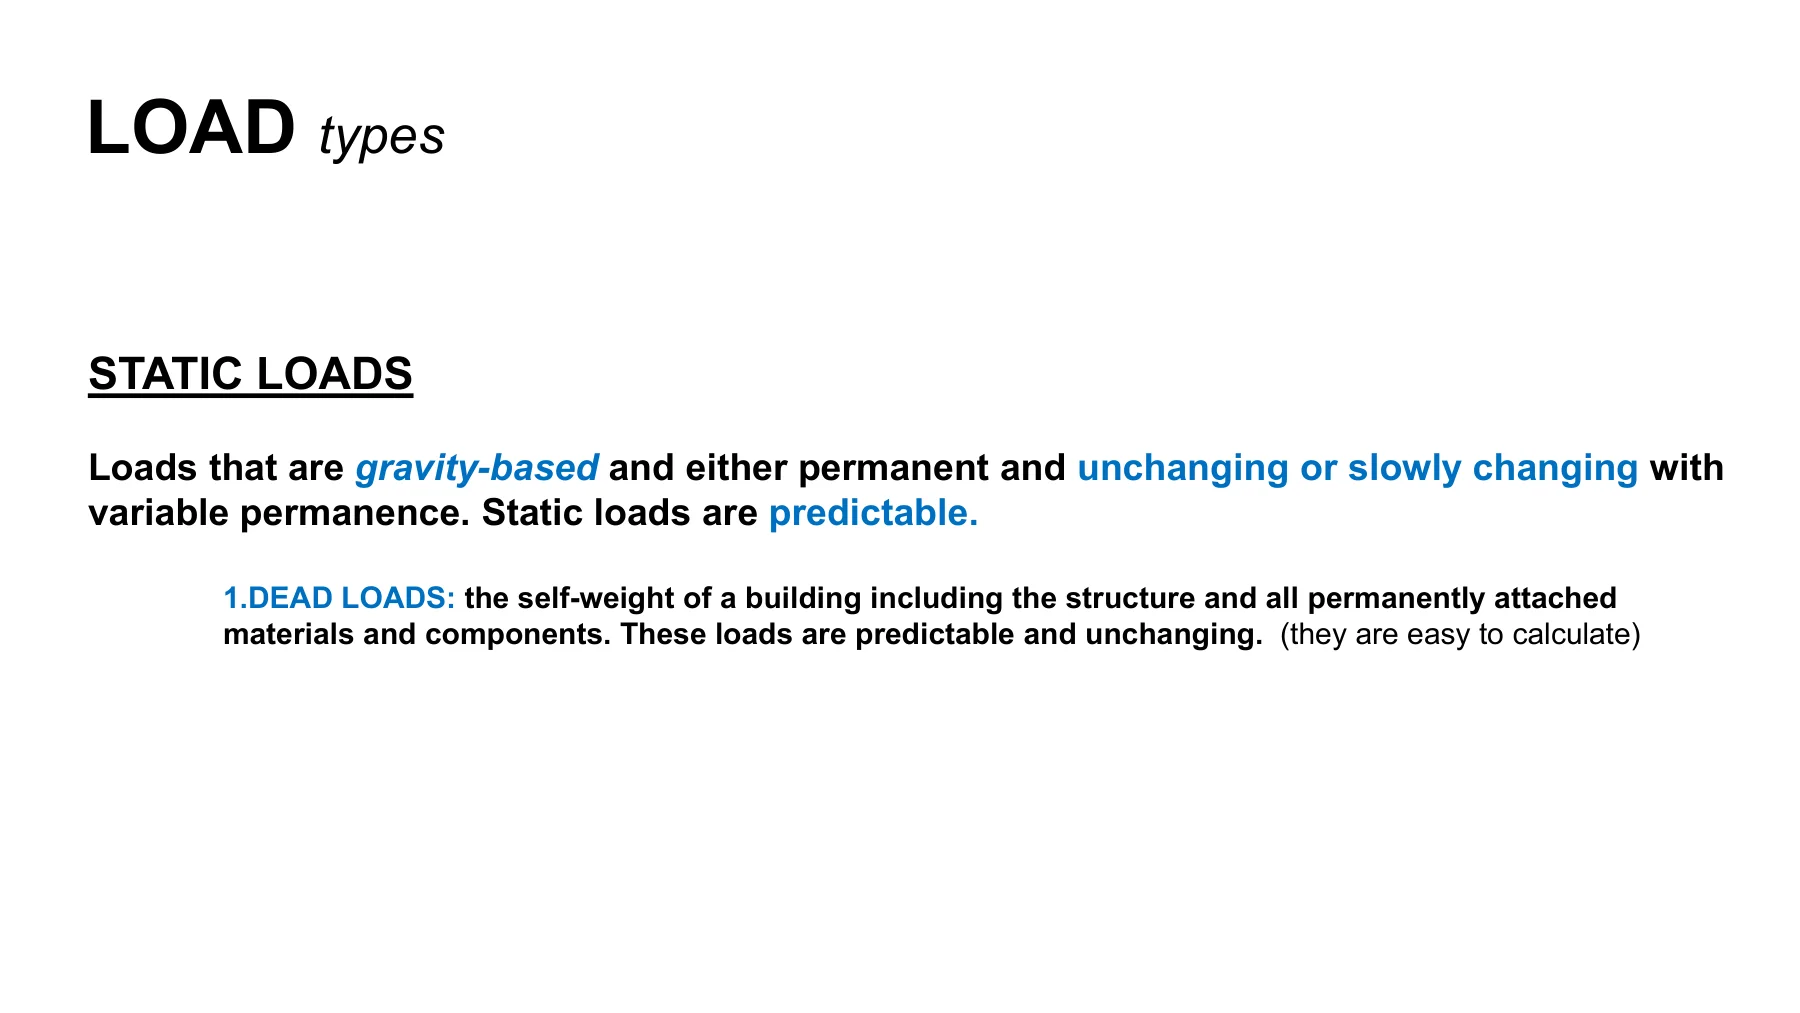 LOAD types
STATIC LOADS
Loads that are gravity-based and either permanent and unchanging or slowly changing with
variable permanence. Static loads are predictable.
1.DEAD LOADS: the self-weight of a building including the structure and all permanently attached
materials and components. These loads are predictable and unchanging.  (they are easy to calculate)